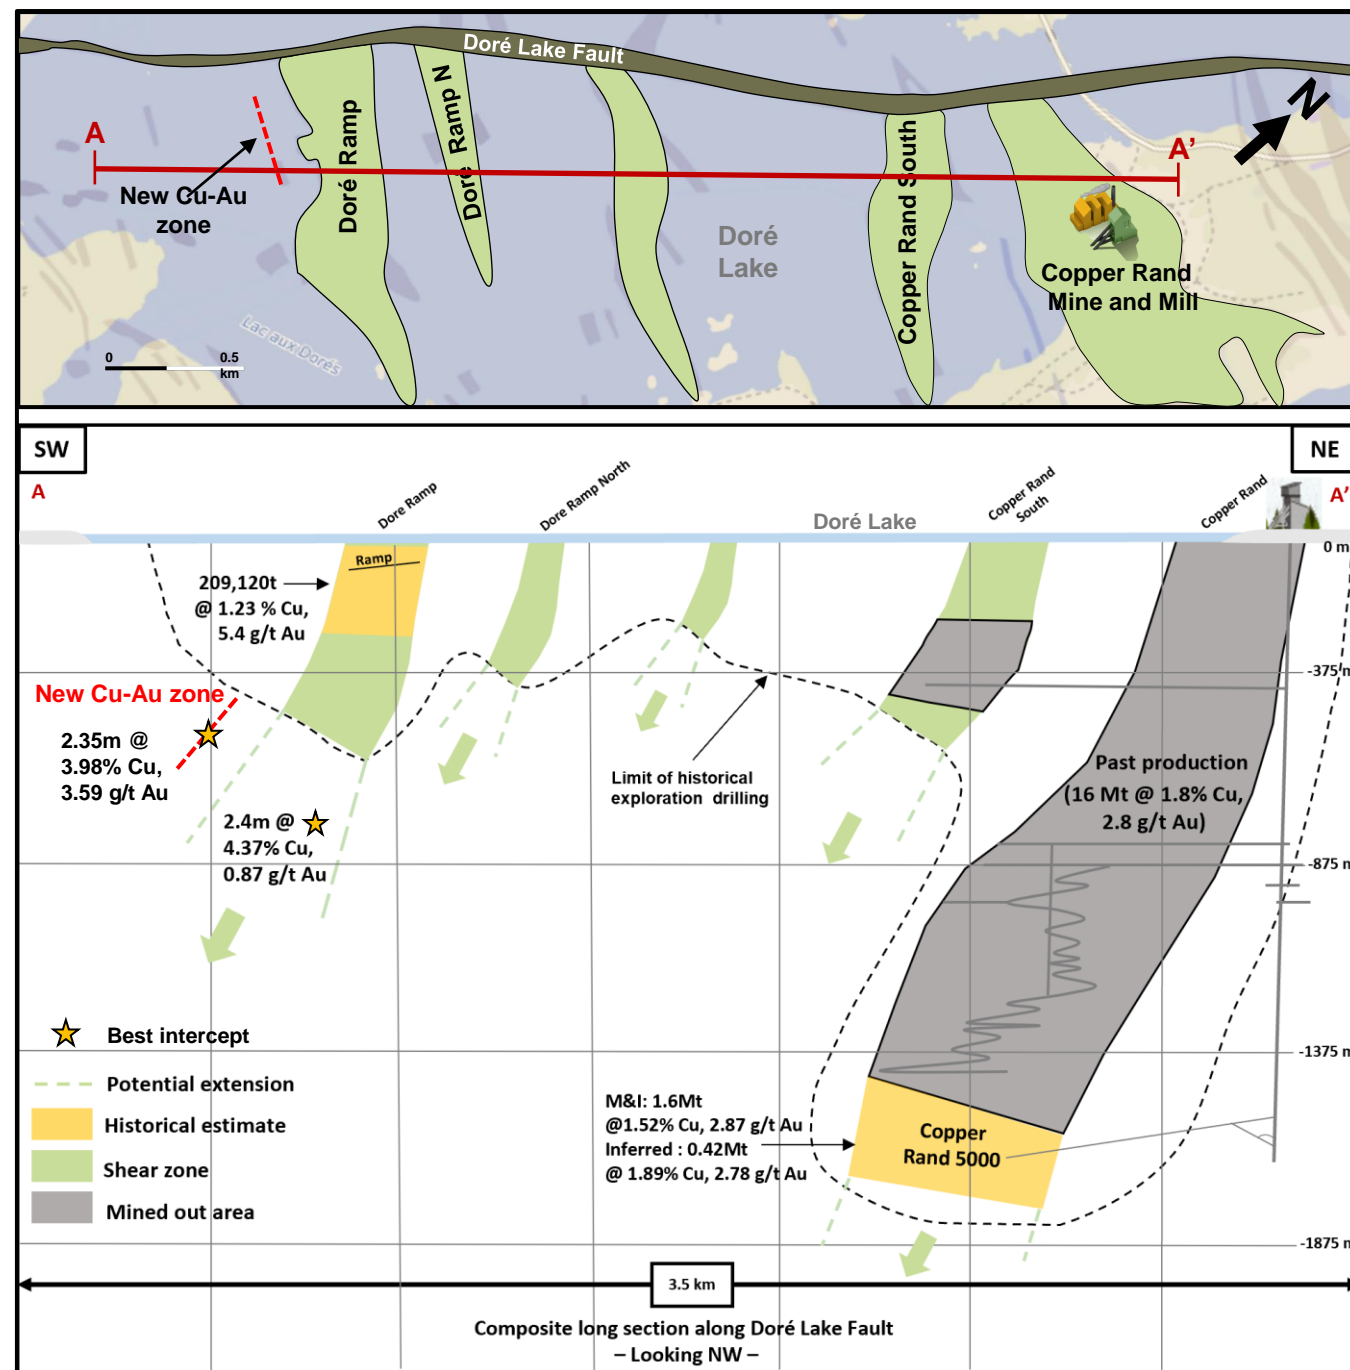 Doré Lake Fault
N
A
A’
New Cu-Au
zone
Doré Ramp
Doré Ramp N
Doré
Lake
Copper Rand South
Copper Rand
Mine and Mill
Lac aux Dorés
0 0.5
km
SW
NE
A
A’
Dore Ramp
Dore Ramp North
Doré Lake
Copper Rand
South
Copper Rand
0 m
Ramp
209,120t
@ 1.23 % Cu,
5.4 g/t Au
-375 m
New Cu-Au zone
2.35m @
3.98% Cu,
3.59 g/t Au
2.4m @
4.37% Cu,
0.87 g/t Au
Limit of historical
exploration drilling
Past production
(16 Mt @ 1.8% Cu,
2.8 g/t Au)
-875 m
Best intercept
Potential extension
Historical estimate
Shear zone
Mined out area
-1375 m
M&I: 1.6Mt
@1.52% Cu, 2.87 g/t Au
Inferred : 0.42Mt
@ 1.89% Cu, 2.78 g/t Au
Copper
Rand 5000
-1875 m
3.5 km
Composite long section along Doré Lake Fault
– Looking NW –